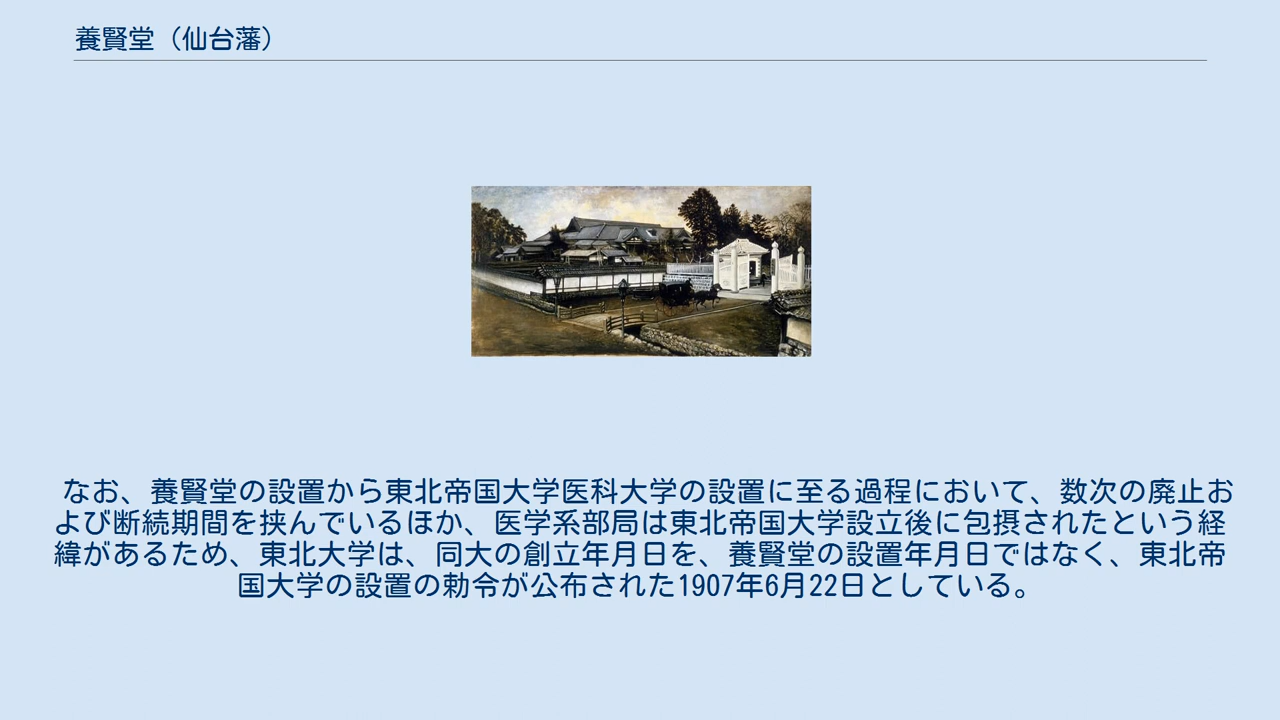 養賢堂（仙台藩）
なお、養賢堂の設置から東北帝国大学医科大学の設置に至る過程において、数次の廃止お
よび断続期間を挟んでいるほか、医学系部局は東北帝国大学設立後に包摂されたという経
緯があるため、東北大学は、同大の創立年月日を、養賢堂の設置年月日ではなく、東北帝
国大学の設置の勅令が公布された1907年6月22日としている。